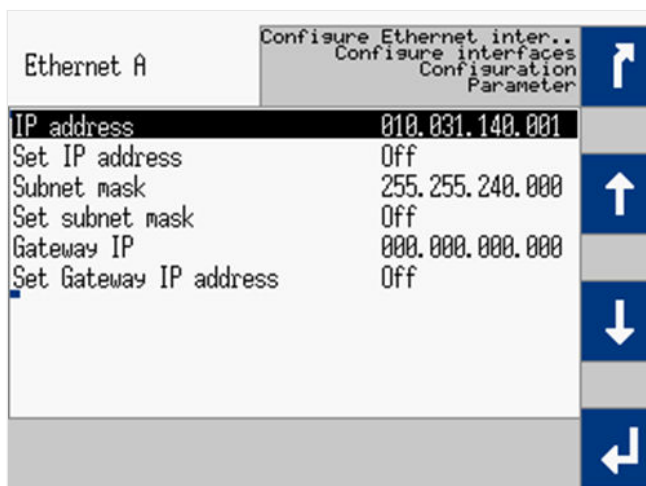 Ethernet A
Configure Ethernet inter..
Configure interfaces
Configuration
Parameter
IP address 010.031.140.001
Set IP address Off
Subnet mask 255.255.240.000
Set subnet mask Off
Gateway IP 000.000.000.000
Set Gateway IP address Off